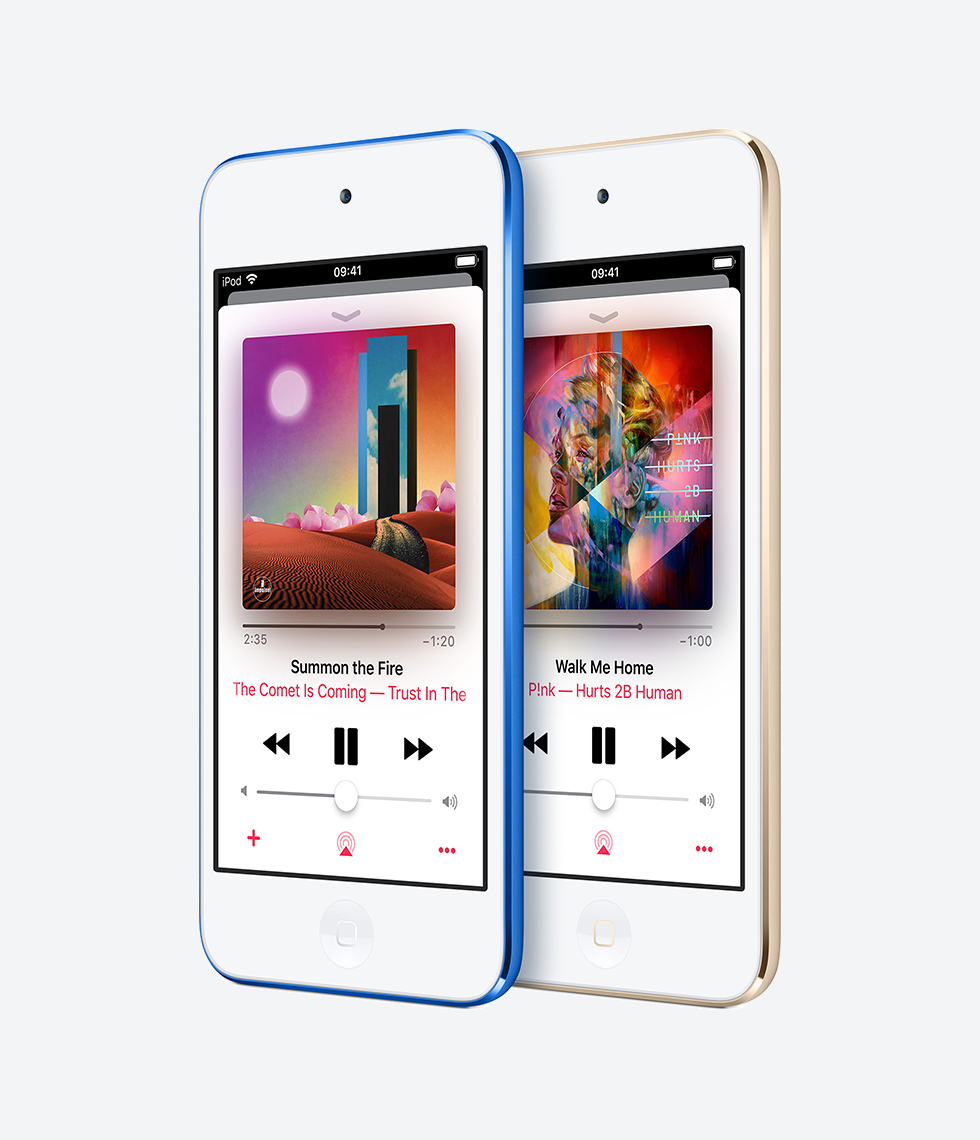 iPod
09:41
impulse!
2:35
−1:20
Summon the Fire
The Comet Is Coming — Trust In The
09:41
P!NK
HURTS
2B
HUMAN
−1:00
Walk Me Home
P!nk — Hurts 2B Human